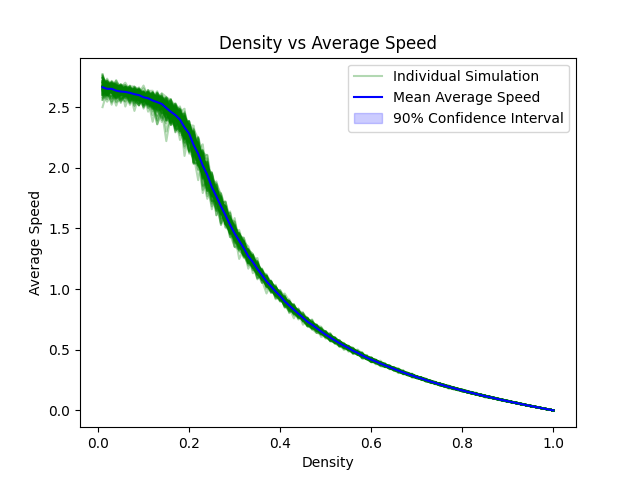 Density vs Average Speed
Individual Simulation
Mean Average Speed
90% Confidence Interval
2.5
2.0
1.5
1.0
0.5
0.0
Average Speed
0.0 0.2 0.4 0.6 0.8 1.0
Density